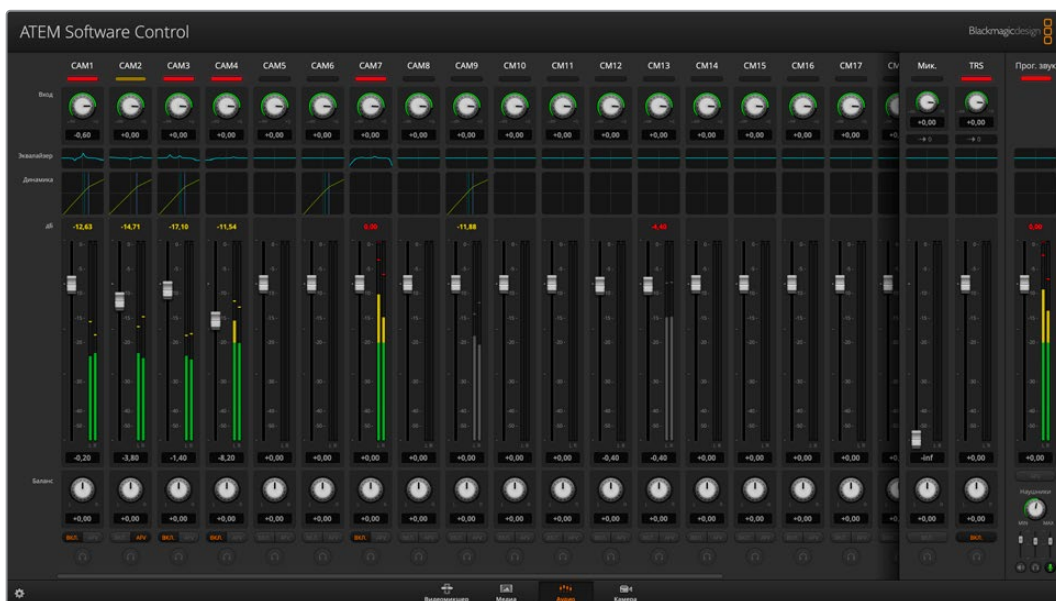 ATEM Software Control
Blackmagicdesign
CAM1 CAM2 CAM3 CAM4 CAM5 CAM6 CAM7 CAM8 CAM9 CM10 CM11 CM12 CM13 CM14 CM15 CM16 CM17 Мик. TRS Прог. звук
Вход
-0,60 +0,00 +0,00 +0,00 +0,00 +0,00 +0,00 +0,00 +0,00 +0,00 +0,00 +0,00 +0,00 +0,00 +0,00 +0,00 +0,00 +0,00 +0,00
Эквалайзер
Динамика
дБ -12,63 -14,71 -17,10 -11,54 0,00 -11,88 -4,40 0,00
-0,20 -3,80 -1,40 -8,20 +0,00 +0,00 +0,00 +0,00 +0,00 +0,00 +0,00 -0,40 -0,40 +0,00 +0,00 +0,00 +0,00 -inf +0,00 +0,00
Баланс
+0,00 +0,00 +0,00 +0,00 +0,00 +0,00 +0,00 +0,00 +0,00 +0,00 +0,00 +0,00 +0,00 +0,00 +0,00 +0,00 +0,00 +0,00 +0,00
ВКЛ. AFV ВКЛ. ВКЛ. ВКЛ. ВКЛ.
Наушники
MIN MAX
Видеомикшер Медиа Аудио Камера